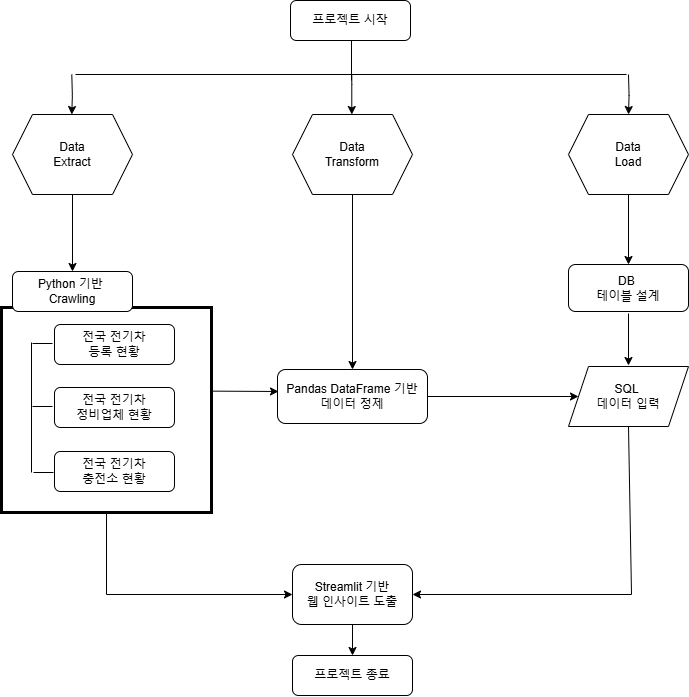 프로젝트 시작
Data
Extract
Data
Transform
Data
Load
Python 기반
Crawling
DB
테이블 설계
전국 전기차
등록 현황
전국 전기차
정비업체 현황
전국 전기차
충전소 현황
Pandas DataFrame 기반
데이터 정제
SQL
데이터 입력
Streamlit 기반
웹 인사이트 도출
프로젝트 종료